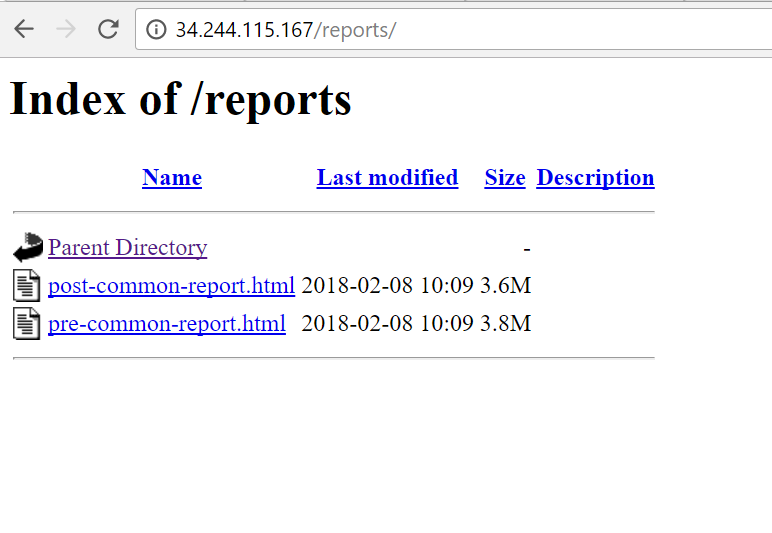 34.244.115.167/reports/
Index of /reports
Name Last modified Size Description
Parent Directory -
post-common-report.html 2018-02-08 10:09 3.6M
pre-common-report.html 2018-02-08 10:09 3.8M